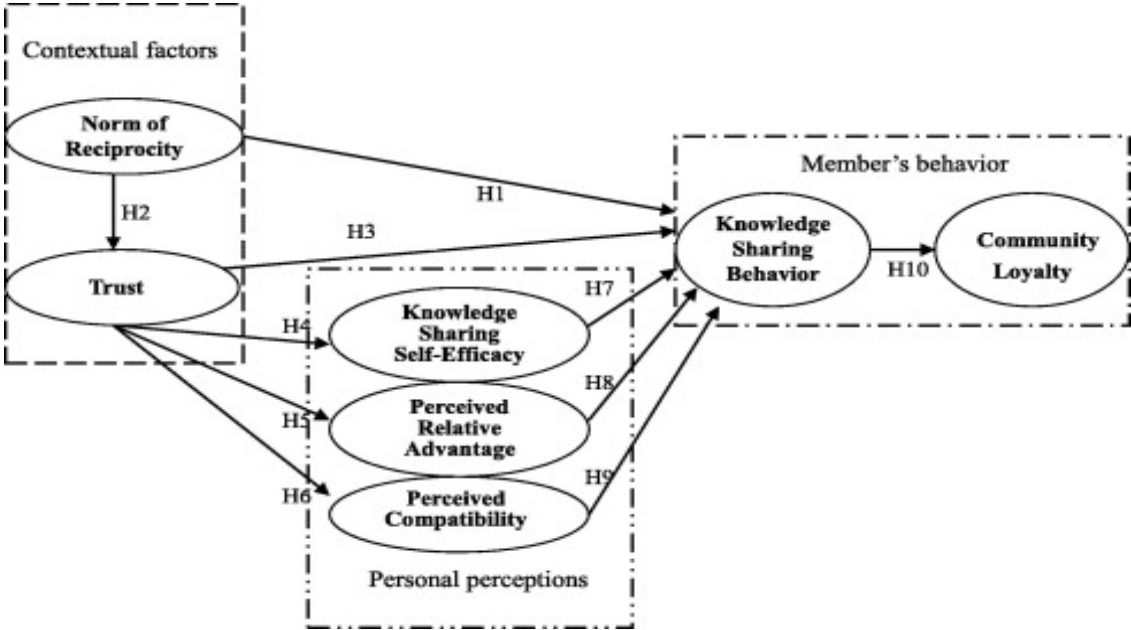 Contextual factors
Norm of
Reciprocity
H2
Trust
H1
H3
H4
H5
H6
Knowledge
Sharing
Self-Efficacy
Perceived
Relative
Advantage
Perceived
Compatibility
Personal perceptions
H7
H8
H9
Member’s behavior
Knowledge
Sharing
Behavior
H10
Community
Loyalty